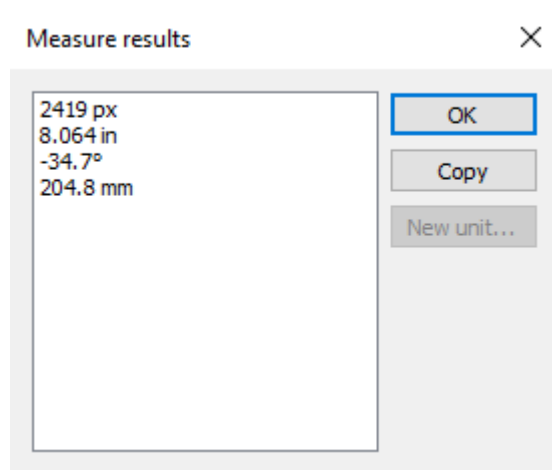 Measure results
2419 px
8.064 in
-34.7°
204.8 mm
OK
Copy
New unit...